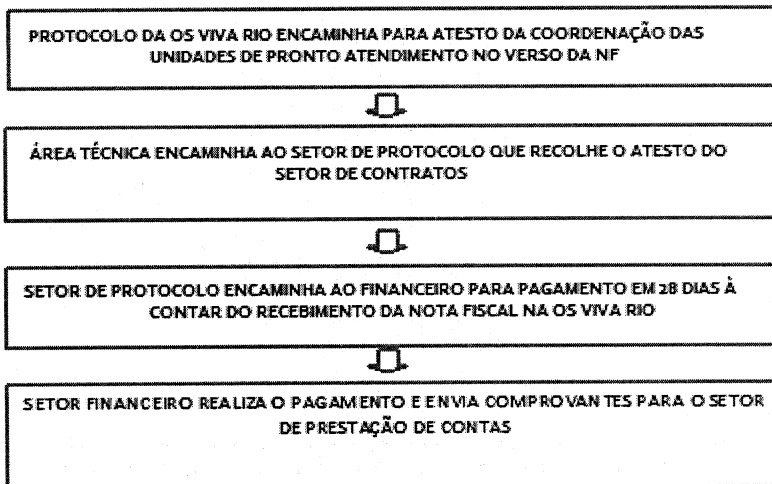 PROTOCOLO DA OS VIVA RIO ENCAMINHA PARA ATESTO DA COORDENAÇÃO DAS
UNIDADES DE PRONTO ATENDIMENTO NO VERSO DA NF
ÁREA TÉCNICA ENCAMINHA AO SETOR DE PROTOCOLO QUE RECOLHE O ATESTO DO
SETOR DE CONTRATOS
SETOR DE PROTOCOLO ENCAMINHA AO FINANCEIRO PARA PAGAMENTO EM 28 DIAS À
CONTAR DO RECEBIMENTO DA NOTA FISCAL NA OS VIVA RIO
SETOR FINANCEIRO REALIZA O PAGAMENTO E ENVIA COMPROVANTES PARA O SETOR
DE PRESTAÇÃO DE CONTAS